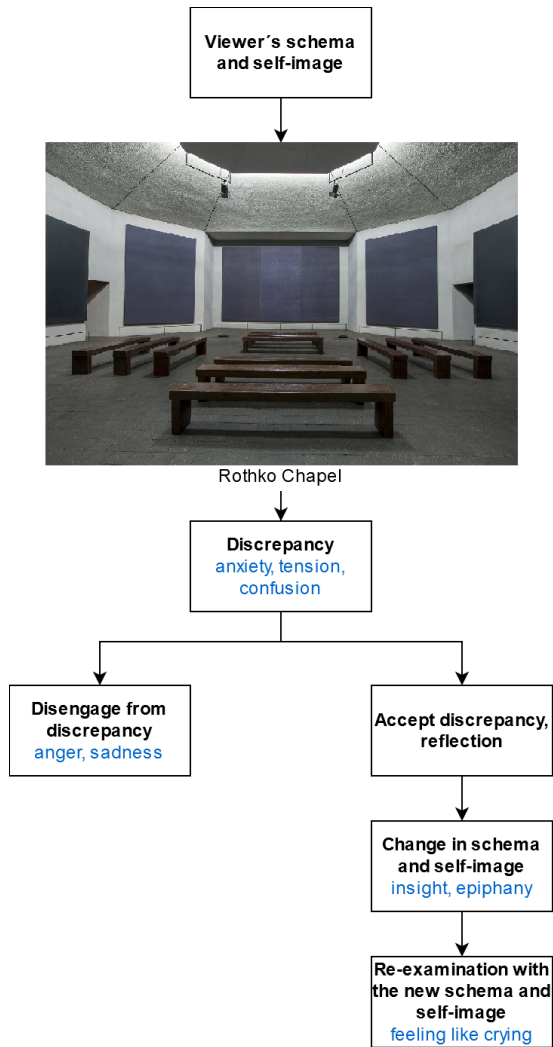 Viewer´s schema
and self-image
Rothko Chapel
Discrepancy
anxiety, tension,
confusion
Disengage from
discrepancy
anger, sadness
Accept discrepancy,
reflection
Change in schema
and self-image
insight, epiphany
Re-examination with
the new schema and
self-image
feeling like crying